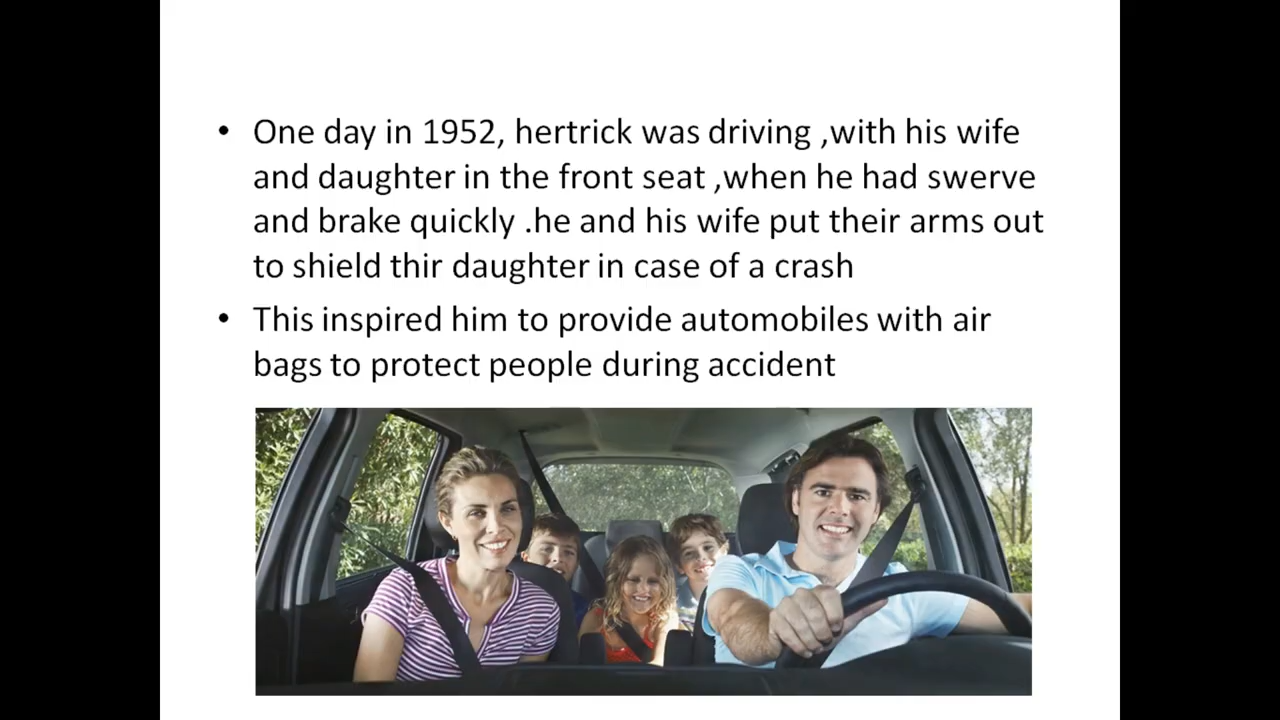 • One day in 1952, hertrick was driving ,with his wife
and daughter in the front seat ,when he had swerve
and brake quickly .he and his wife put their arms out
to shield thir daughter in case of a crash
• This inspired him to provide automobiles with air
bags to protect people during accident